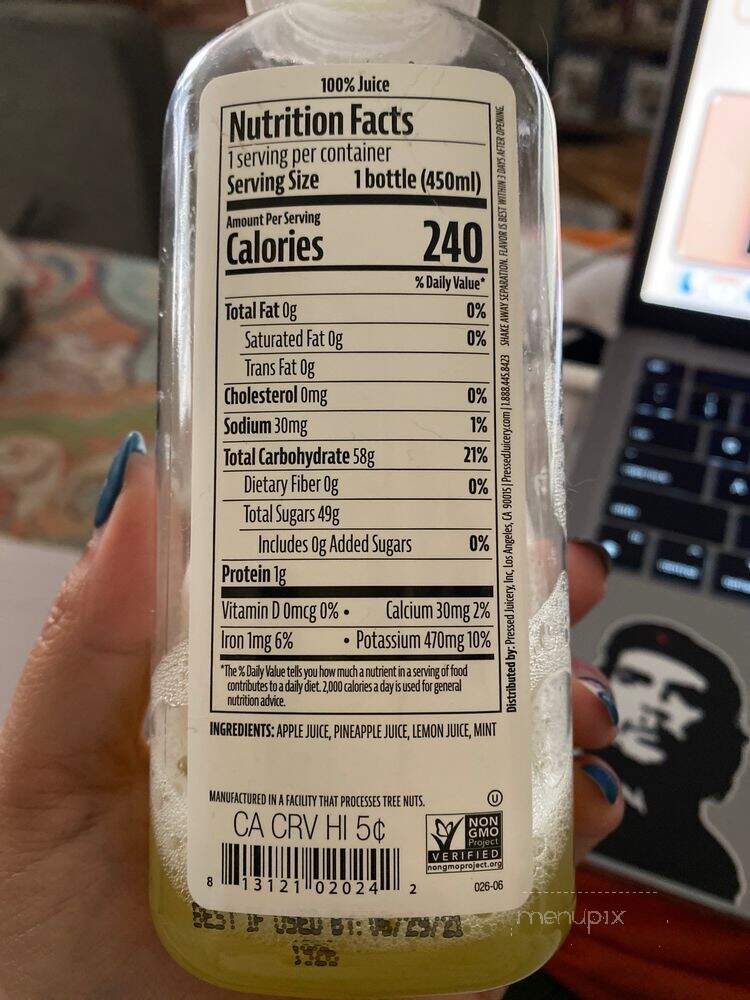 100% Juice
Nutrition Facts
1 serving per container
Serving Size 1 bottle (450ml)
Amount Per Serving
Calories 240
% Daily Value*
Total Fat 0g 0%
Saturated Fat 0g 0%
Trans Fat 0g
Cholesterol 0mg 0%
Sodium 30mg 1%
Total Carbohydrate 58g 21%
Dietary Fiber 0g 0%
Total Sugars 49g
Includes 0g Added Sugars 0%
Protein 1g
Vitamin D 0mcg 0% • Calcium 30mg 2%
Iron 1mg 6% • Potassium 470mg 10%
*The % Daily Value tells you how much a nutrient in a serving of food
contributes to a daily diet. 2,000 calories a day is used for general
nutrition advice.
Distributed by: Pressed Juicery, Inc, Los Angeles, CA 90015 | PressedJuicery.com | 1.888.445.8423 SHAKE AWAY SEPARATION. FLAVOR IS BEST WITHIN 3 DAYS AFTER OPENING.
INGREDIENTS: APPLE JUICE, PINEAPPLE JUICE, LEMON JUICE, MINT
MANUFACTURED IN A FACILITY THAT PROCESSES TREE NUTS.
U
CA CRV HI 5¢
NON
GMO
Project
VERIFIED
nongmoproject.org
8 13121 02024 2
026-06
BEST IF USED BY:
menupix